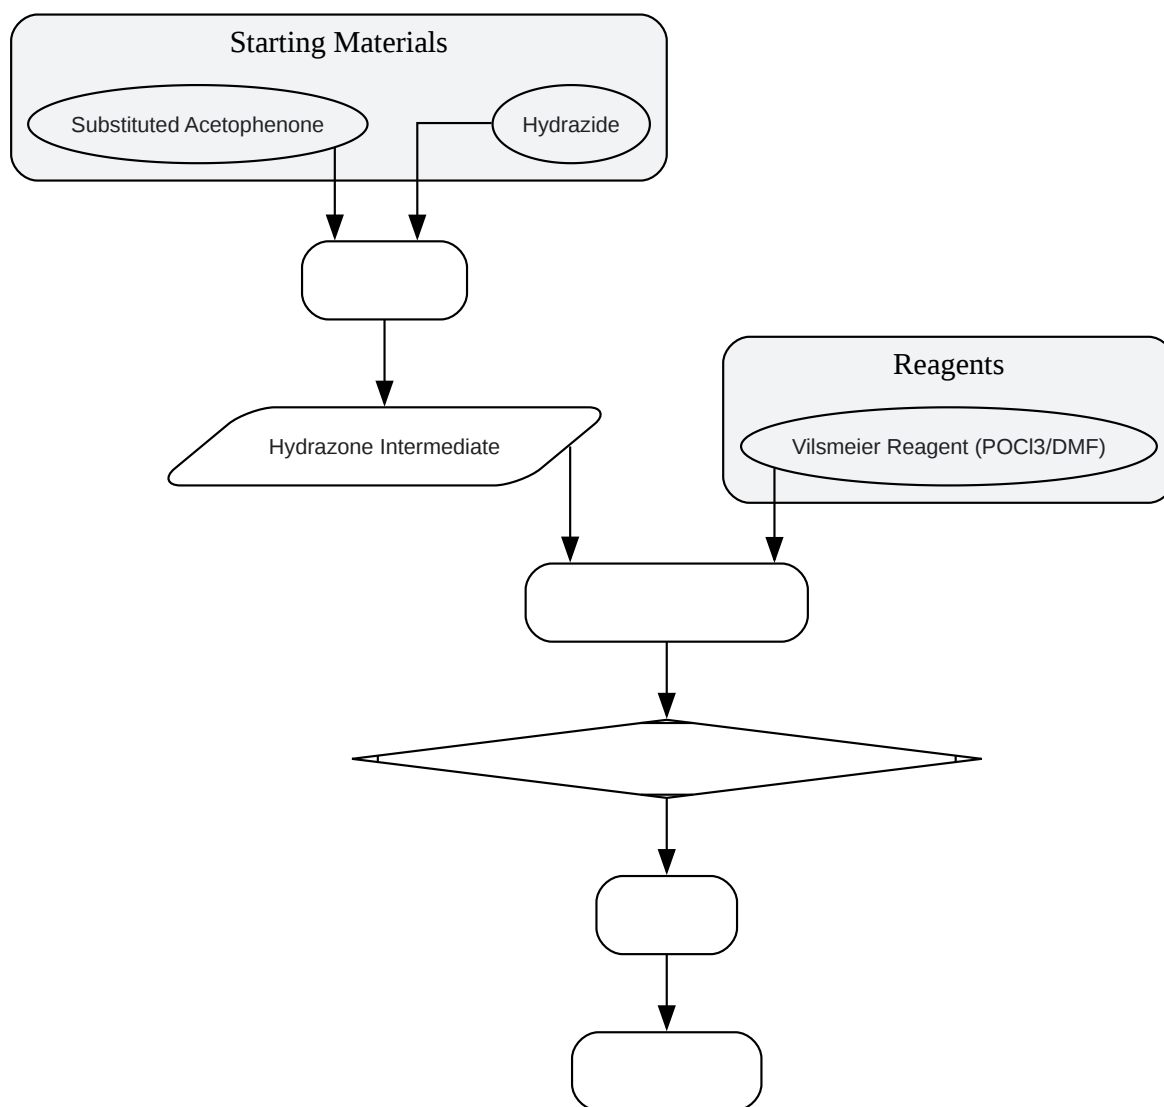 Starting Materials
Substituted Acetophenone
Hydrazide
Reagents
Hydrazone Intermediate
Vilsmeier Reagent (POCl3/DMF)